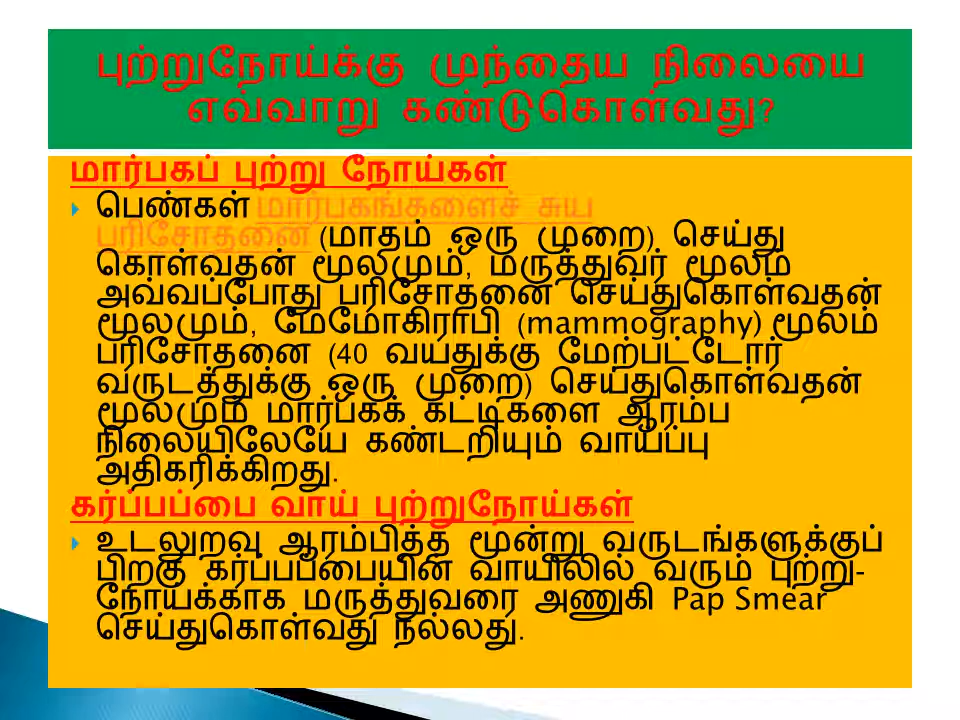 புற்றுநோய்க்கு முந்தைய நிலையை
எவ்வாறு கண்டுகொள்வது?
மார்பகப் புற்று நோய்கள்
பெண்கள் மார்பகங்களைச் சுய
பரிசோதனை (மாதம் ஒரு முறை) செய்து
கொள்வதன் மூலமும், மருத்துவர் மூலம்
அவ்வப்போது பரிசோதனை செய்துகொள்வதன்
மூலமும், மேமோகிராபி (mammography) மூலம்
பரிசோதனை (40 வயதுக்கு மேற்பட்டோர்
வருடத்துக்கு ஒரு முறை) செய்துகொள்வதன்
மூலமும் மார்பகக் கட்டிகளை ஆரம்ப
நிலையிலேயே கண்டறியும் வாய்ப்பு
அதிகரிக்கிறது.
கர்ப்பப்பை வாய் புற்றுநோய்கள்
உடலுறவு ஆரம்பித்த மூன்று வருடங்களுக்குப்
பிறகு கர்ப்பப்பையின் வாயிலில் வரும் புற்று-
நோய்க்காக மருத்துவரை அணுகி Pap Smear
செய்துகொள்வது நல்லது.